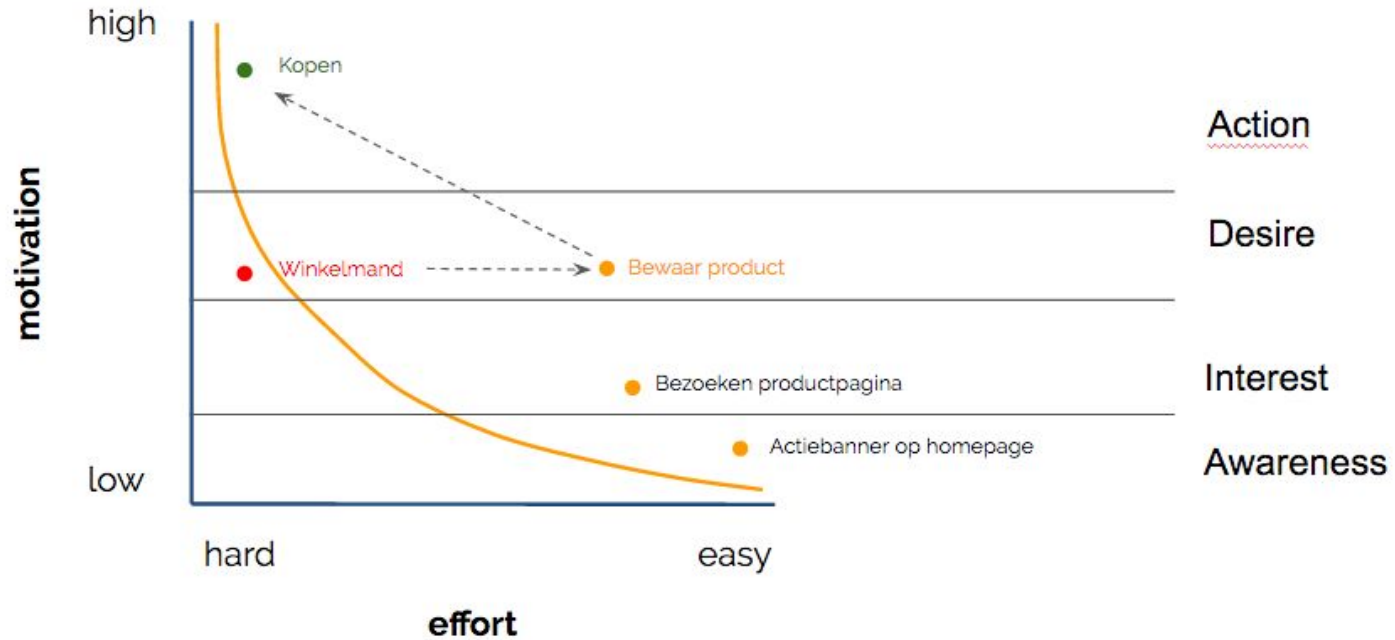 high
Kopen
Action
motivation
Desire
Winkelmand
Bewaar product
Interest
Bezoeken productpagina
Actiebanner op homepage
Awareness
low
hard
easy
effort